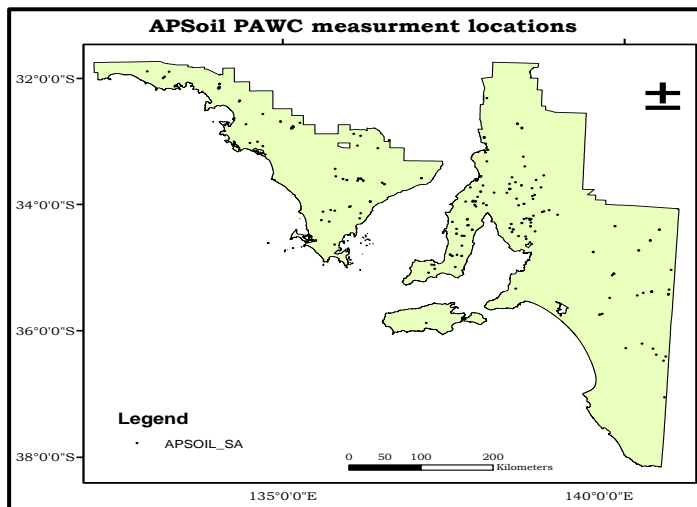 APSoil PAWC measurment locations
32°0'0"S
34°0'0"S
36°0'0"S
38°0'0"S
Legend
APSOIL_SA
0 50 100 200
Kilometers
135°0'0"E 140°0'0"E